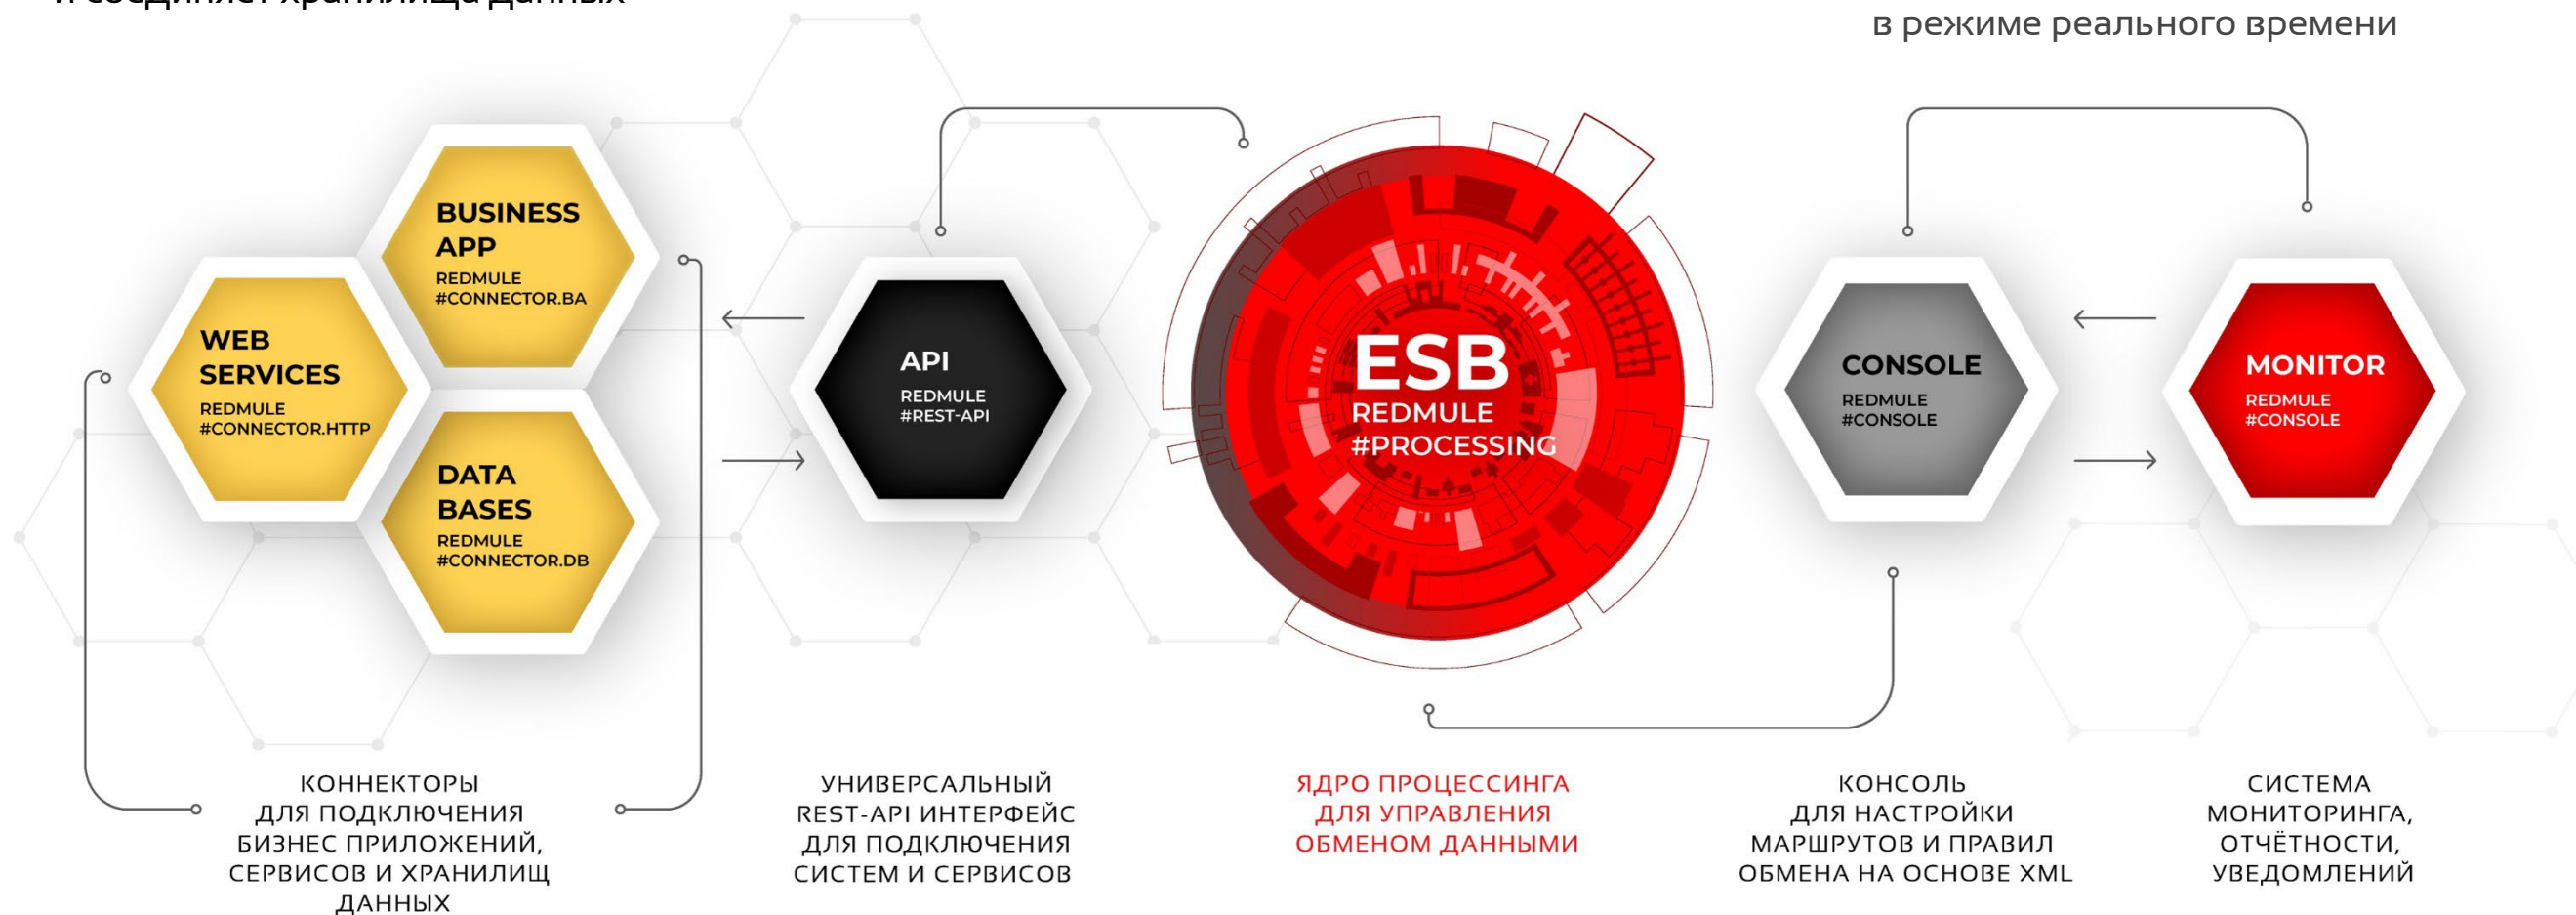 и соединяет хранилища данных
в режиме реального времени
BUSINESS
APP
REDMULE
#CONNECTOR.BA
WEB
SERVICES
REDMULE
#CONNECTOR.HTTP
DATA
BASES
REDMULE
#CONNECTOR.DB
API
REDMULE
#REST-API
ESB
REDMULE
#PROCESSING
CONSOLE
REDMULE
#CONSOLE
MONITOR
REDMULE
#CONSOLE
КОННЕКТОРЫ
ДЛЯ ПОДКЛЮЧЕНИЯ
БИЗНЕС ПРИЛОЖЕНИЙ,
СЕРВИСОВ И ХРАНИЛИЩ
ДАННЫХ
УНИВЕРСАЛЬНЫЙ
REST-API ИНТЕРФЕЙС
ДЛЯ ПОДКЛЮЧЕНИЯ
СИСТЕМ И СЕРВИСОВ
ЯДРО ПРОЦЕССИНГА
ДЛЯ УПРАВЛЕНИЯ
ОБМЕНОМ ДАННЫМИ
КОНСОЛЬ
ДЛЯ НАСТРОЙКИ
МАРШРУТОВ И ПРАВИЛ
ОБМЕНА НА ОСНОВЕ XML
СИСТЕМА
МОНИТОРИНГА,
ОТЧЁТНОСТИ,
УВЕДОМЛЕНИЙ